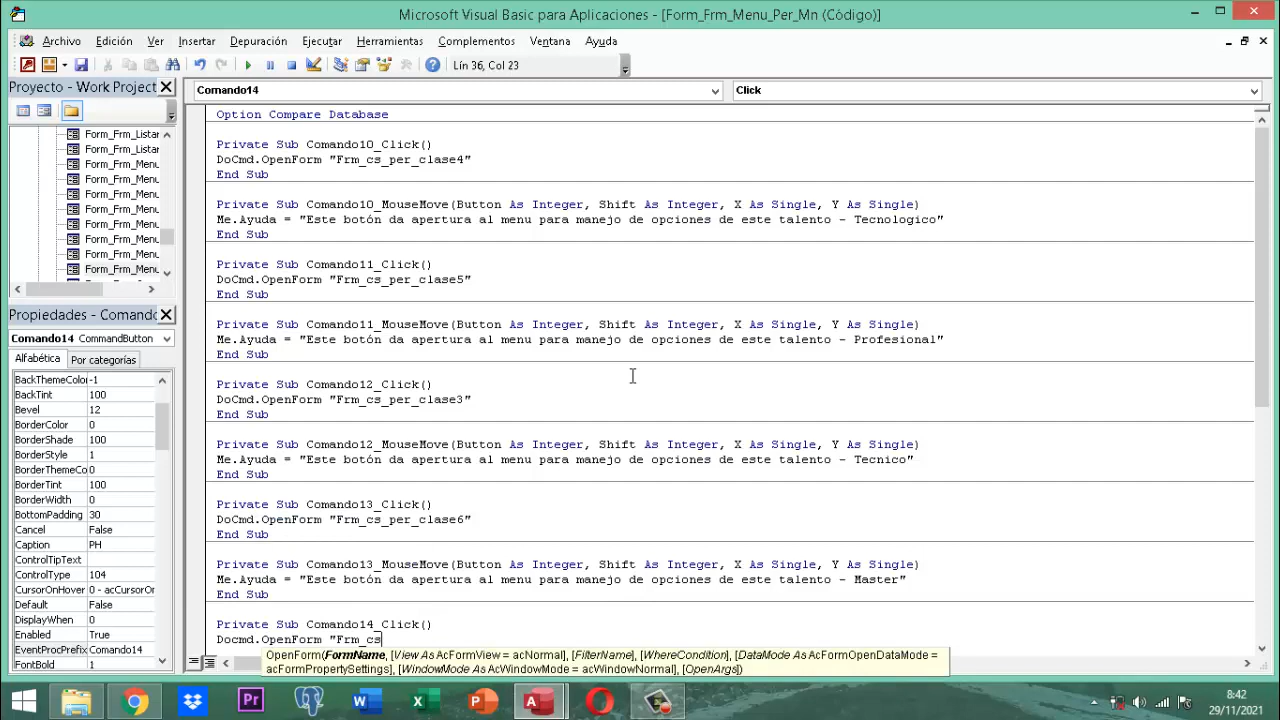 Microsoft Visual Basic para Aplicaciones - [Form_Frm_Menu_Per_Mn (Código)]
Archivo Edición Ver Insertar Depuración Ejecutar Herramientas Complementos Ventana Ayuda
Lín 36, Col 23
Proyecto - Work Project
Form_Frm_Listar
Form_Frm_Listar
Form_Frm_Menu
Form_Frm_Menu
Form_Frm_Menu
Form_Frm_Menu
Form_Frm_Menu
Form_Frm_Menu
Form_Frm_Menu
Form_Frm_Menu
Propiedades - Comando
Comando14 CommandButton
Alfabética Por categorías
BackThemeColor -1
BackTint 100
Bevel 12
BorderColor 0
BorderShade 100
BorderStyle 1
BorderThemeCo 0
BorderTint 100
BorderWidth 0
BottomPadding 30
Cancel False
Caption PH
ControlTipText
ControlType 104
CursorOnHover 0 - acCursorOn
Default False
DisplayWhen 0
Enabled True
EventProcPrefix Comando14
FontBold 1
Comando14 Click
Option Compare Database
Private Sub Comando10_Click()
DoCmd.OpenForm "Frm_cs_per_clase4"
End Sub
Private Sub Comando10_MouseMove(Button As Integer, Shift As Integer, X As Single, Y As Single)
Me.Ayuda = "Este botón da apertura al menu para manejo de opciones de este talento - Tecnologico"
End Sub
Private Sub Comando11_Click()
DoCmd.OpenForm "Frm_cs_per_clase5"
End Sub
Private Sub Comando11_MouseMove(Button As Integer, Shift As Integer, X As Single, Y As Single)
Me.Ayuda = "Este botón da apertura al menu para manejo de opciones de este talento - Profesional"
End Sub
Private Sub Comando12_Click()
DoCmd.OpenForm "Frm_cs_per_clase3"
End Sub
Private Sub Comando12_MouseMove(Button As Integer, Shift As Integer, X As Single, Y As Single)
Me.Ayuda = "Este botón da apertura al menu para manejo de opciones de este talento - Tecnico"
End Sub
Private Sub Comando13_Click()
DoCmd.OpenForm "Frm_cs_per_clase6"
End Sub
Private Sub Comando13_MouseMove(Button As Integer, Shift As Integer, X As Single, Y As Single)
Me.Ayuda = "Este botón da apertura al menu para manejo de opciones de este talento - Master"
End Sub
Private Sub Comando14_Click()
Docmd.OpenForm "Frm_cs
OpenForm(FormName, [View As AcFormView = acNormal], [FilterName], [WhereCondition], [DataMode As AcFormOpenDataMode =
acFormPropertySettings], [WindowMode As AcWindowMode = acWindowNormal], [OpenArgs])
8:42
29/11/2021